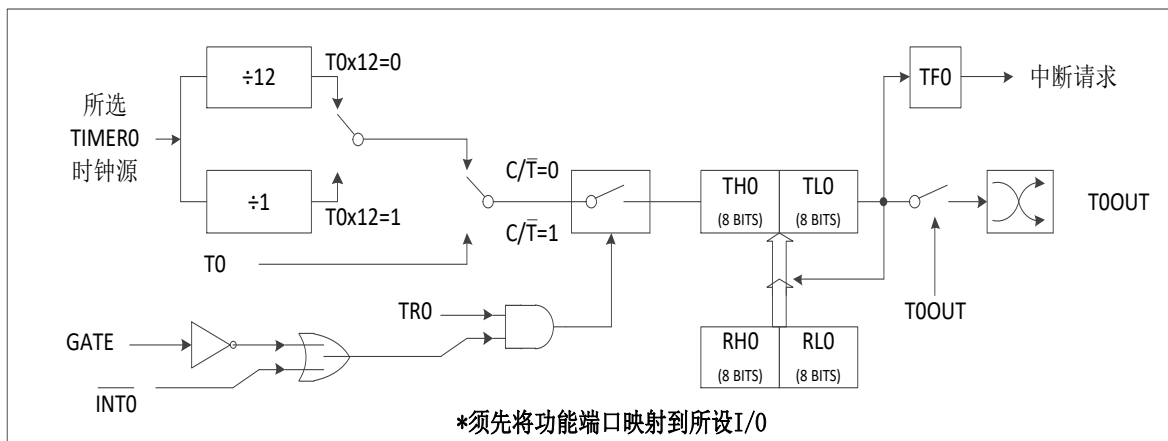 ÷12
T0x12=0
所选
TIMER0
时钟源
÷1
T0x12=1
T0
C/T̅=0
C/T̅=1
TH0
(8 BITS)
TL0
(8 BITS)
TF0
中断请求
T0OUT
T0OUT
TR0
GATE
I̅N̅T̅0̅
RH0
(8 BITS)
RL0
(8 BITS)
*须先将功能端口映射到所设I/0